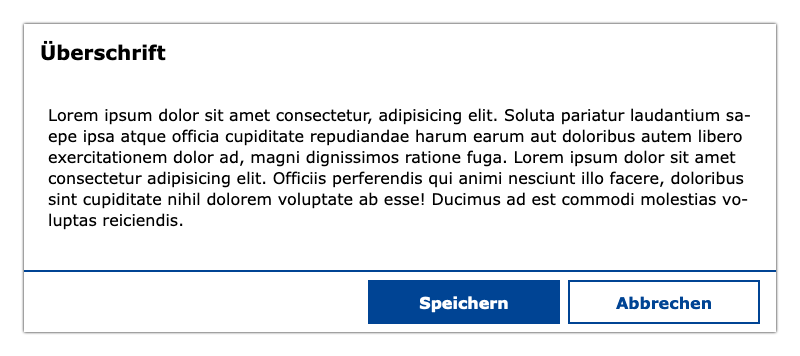 Überschrift
Lorem ipsum dolor sit amet consectetur, adipisicing elit. Soluta pariatur laudantium sa-
epe ipsa atque officia cupiditate repudiandae harum earum aut doloribus autem libero
exercitationem dolor ad, magni dignissimos ratione fuga. Lorem ipsum dolor sit amet
consectetur adipisicing elit. Officiis perferendis qui animi nesciunt illo facere, doloribus
sint cupiditate nihil dolorem voluptate ab esse! Ducimus ad est commodi molestias vo-
luptas reiciendis.
Speichern
Abbrechen